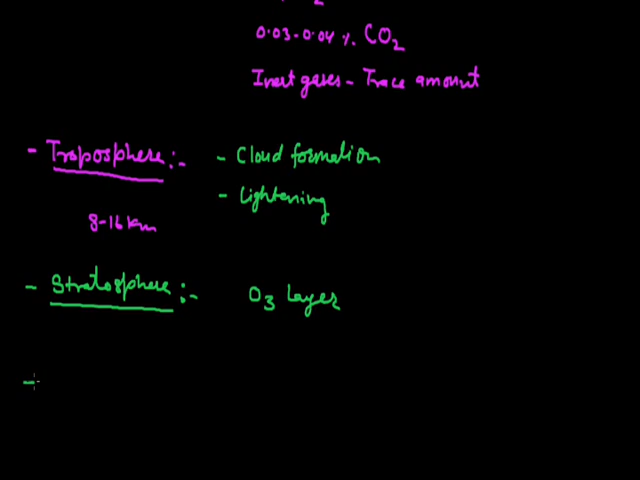 0.03-0.04 %. CO2
Inert gases - Trace amount
- Troposphere :-
- Cloud formation
- Lightening
8-16 km
- Stratosphere :- O3 Layer
-